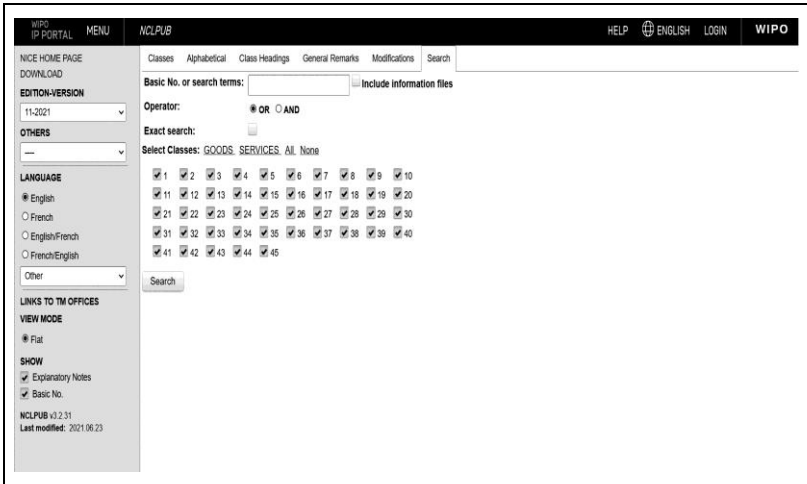 WIPO
IP PORTAL MENU NCLPUB HELP ENGLISH LOGIN WIPO
NICE HOME PAGE
DOWNLOAD
EDITION-VERSION
11-2021
OTHERS
---
LANGUAGE
English
French
English/French
French/English
Other
LINKS TO TM OFFICES
VIEW MODE
Flat
SHOW
Explanatory Notes
Basic No.
NCLPUB v3.2.31
Last modified: 2021.06.23
Classes Alphabetical Class Headings General Remarks Modifications Search
Basic No. or search terms: Include information files
Operator: OR AND
Exact search:
Select Classes: GOODS SERVICES All None
1 2 3 4 5 6 7 8 9 10
11 12 13 14 15 16 17 18 19 20
21 22 23 24 25 26 27 28 29 30
31 32 33 34 35 36 37 38 39 40
41 42 43 44 45
Search